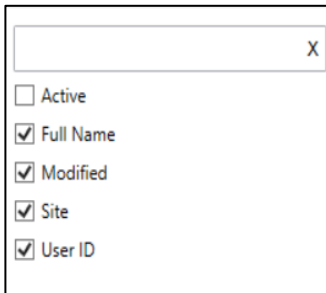 X
Active
Full Name
Modified
Site
User ID